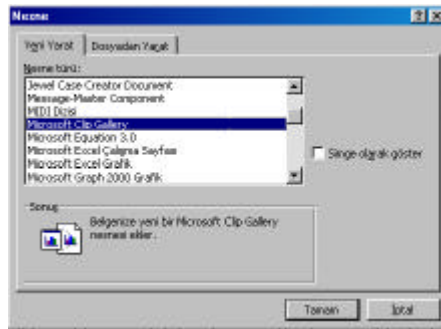 Nesne
Yeni Yarat
Dosyadan Yarat
Nesne türü:
Jewel Case Creator Document
Message-Master Component
MIDI Dizisi
Microsoft Clip Gallery
Microsoft Equation 3.0
Microsoft Excel Çalışma Sayfası
Microsoft Excel Grafik
Microsoft Graph 2000 Grafik
Simge olarak göster
Sonuç
Belgenize yeni bir Microsoft Clip Gallery
nesnesi ekler.
Tamam
İptal